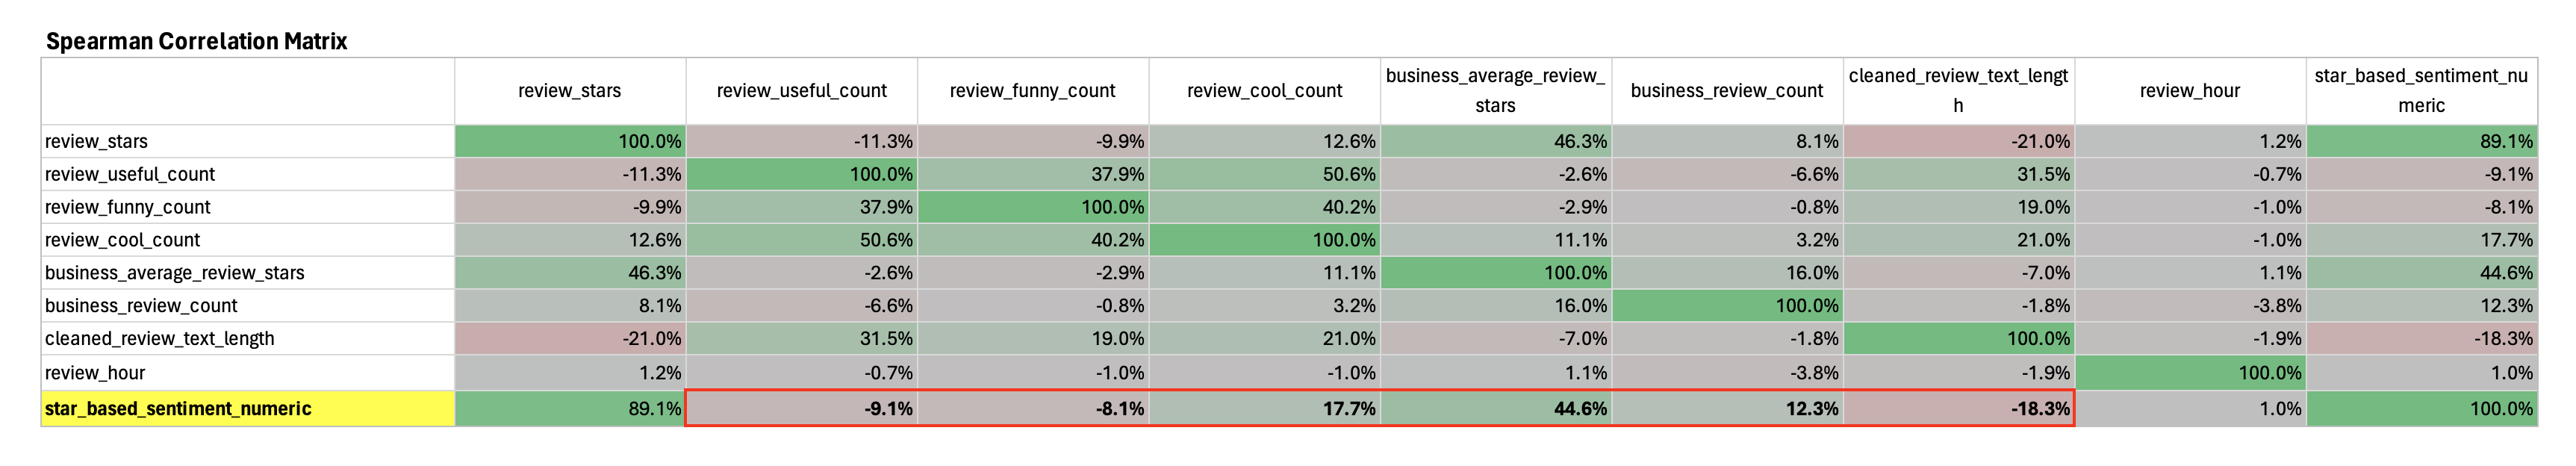 Spearman Correlation Matrix
review_stars review_useful_count review_funny_count review_cool_count business_average_review_ business_review_count cleaned_review_text_lengt review_hour star_based_sentiment_nu
stars h meric
review_stars 100.0% -11.3% -9.9% 12.6% 46.3% 8.1% -21.0% 1.2% 89.1%
review_useful_count -11.3% 100.0% 37.9% 50.6% -2.6% -6.6% 31.5% -0.7% -9.1%
review_funny_count -9.9% 37.9% 100.0% 40.2% -2.9% -0.8% 19.0% -1.0% -8.1%
review_cool_count 12.6% 50.6% 40.2% 100.0% 11.1% 3.2% 21.0% -1.0% 17.7%
business_average_review_stars 46.3% -2.6% -2.9% 11.1% 100.0% 16.0% -7.0% 1.1% 44.6%
business_review_count 8.1% -6.6% -0.8% 3.2% 16.0% 100.0% -1.8% -3.8% 12.3%
cleaned_review_text_length -21.0% 31.5% 19.0% 21.0% -7.0% -1.8% 100.0% -1.9% -18.3%
review_hour 1.2% -0.7% -1.0% -1.0% 1.1% -3.8% -1.9% 100.0% 1.0%
star_based_sentiment_numeric 89.1% -9.1% -8.1% 17.7% 44.6% 12.3% -18.3% 1.0% 100.0%